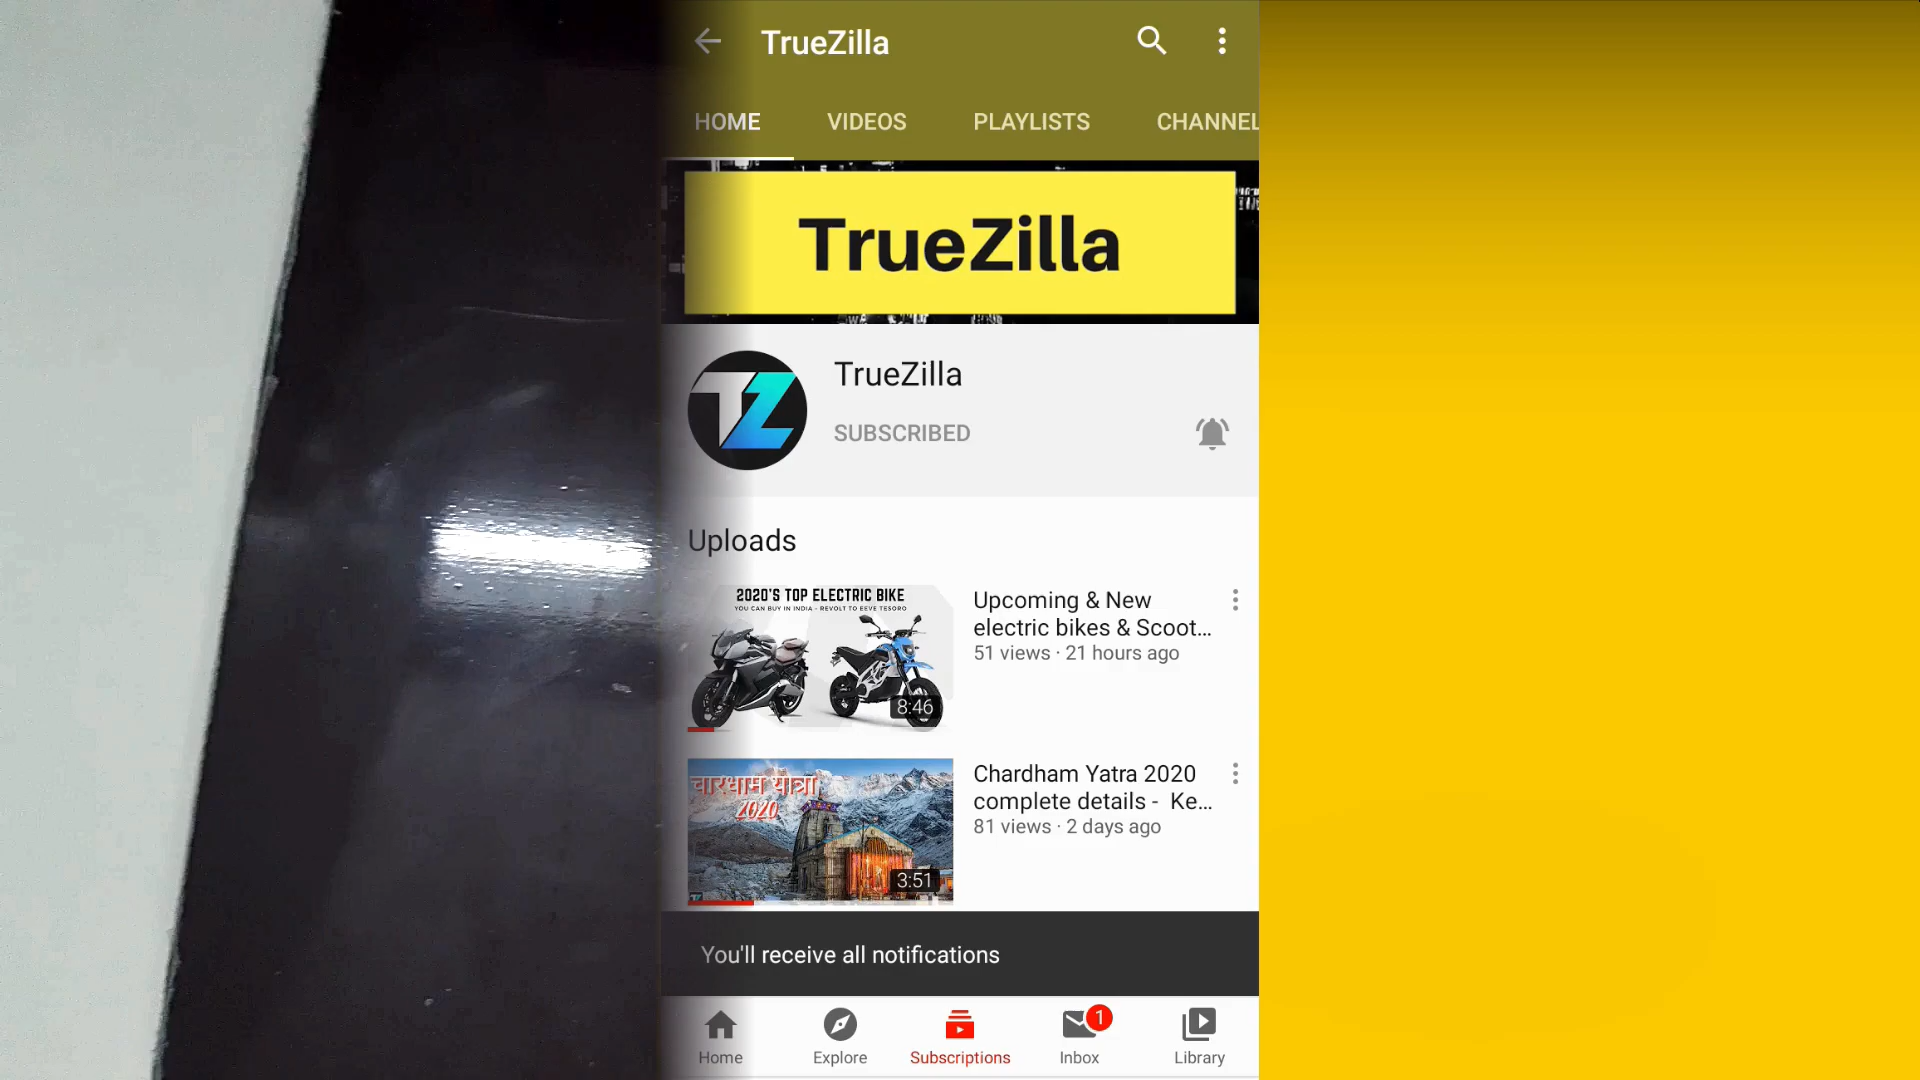 TrueZilla
HOME VIDEOS PLAYLISTS CHANNEL
TrueZilla
TZ
TrueZilla
SUBSCRIBED
Uploads
2020'S TOP ELECTRIC BIKE
YOU CAN BUY IN INDIA - REVOLT TO EEVE TESORO
8:46
Upcoming & New
electric bikes & Scoot...
51 views · 21 hours ago
चारधाम यात्रा
2020
3:51
Chardham Yatra 2020
complete details - Ke...
81 views · 2 days ago
You'll receive all notifications
1
Home Explore Subscriptions Inbox Library